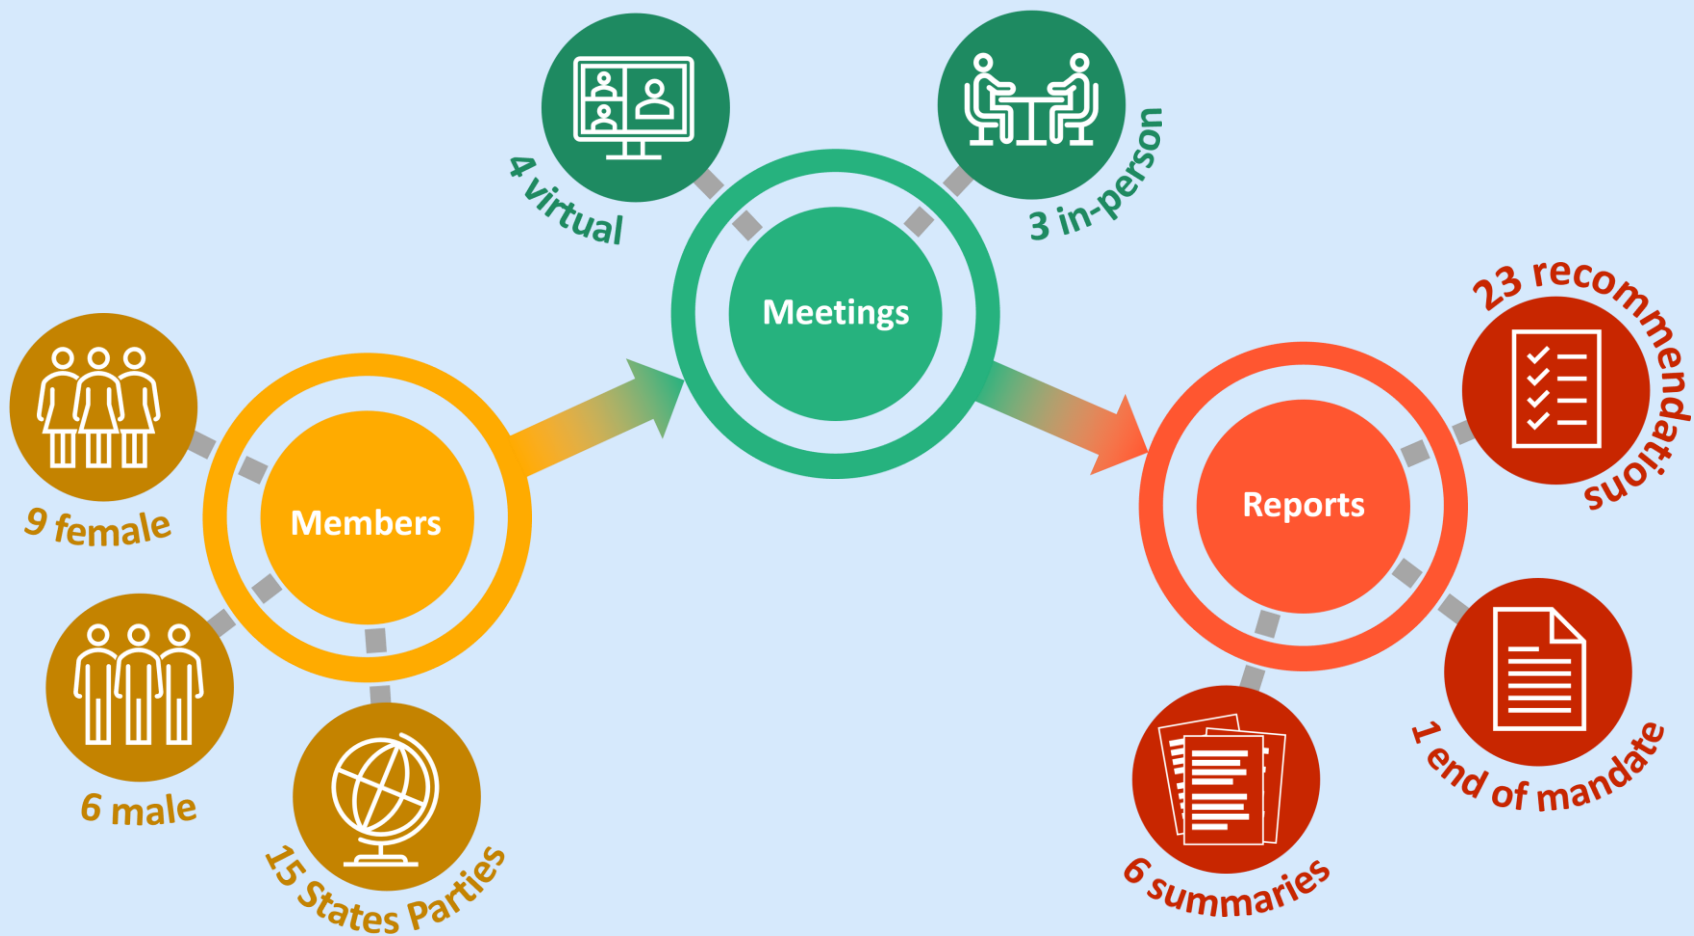 Members
9 female
6 male
15 States Parties
Meetings
4 virtual
3 in-person
Reports
23 recommendations
1 end of mandate
6 summaries